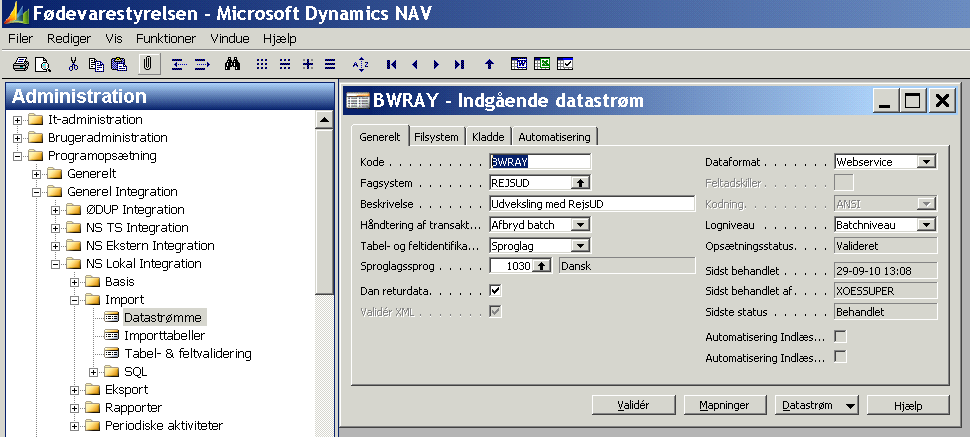 Fødevarestyrelsen - Microsoft Dynamics NAV
Filer Rediger Vis Funktioner Vindue Hjælp
Administration
It-administration
Brugeradministration
Programopsætning
Generelt
Generel Integration
ØDUP Integration
NS TS Integration
NS Ekstern Integration
NS Lokal Integration
Basis
Import
Datastrømme
Importtabeller
Tabel- & feltvalidering
SQL
Eksport
Rapporter
Periodiske aktiviteter
BWRAY - Indgående datastrøm
Generelt Filsystem Kladde Automatisering
Kode . . . . . . . . . . BWRAY
Fagsystem . . . . . . . REJSUD
Beskrivelse . . . . . . . Udveksling med RejsUD
Håndtering af transakt... Afbryd batch
Tabel- og feltidentifika... Sproglag
Sproglagssprog . . . . . 1030 Dansk
Dan returdata. . . . . .
Validér XML . . . . . . .
Dataformat . . . . . . . Webservice
Feltadskiller . . . . . . .
Kodning. . . . . . . . . ANSI
Logniveau . . . . . . . Batchniveau
Opsætningsstatus. . . . Valideret
Sidst behandlet . . . . . 29-09-10 13:08
Sidst behandlet af . . . . XOESSUPER
Sidste status . . . . . . Behandlet
Automatisering Indlæs...
Automatisering Indlæs...
Validér Mapninger Datastrøm Hjælp